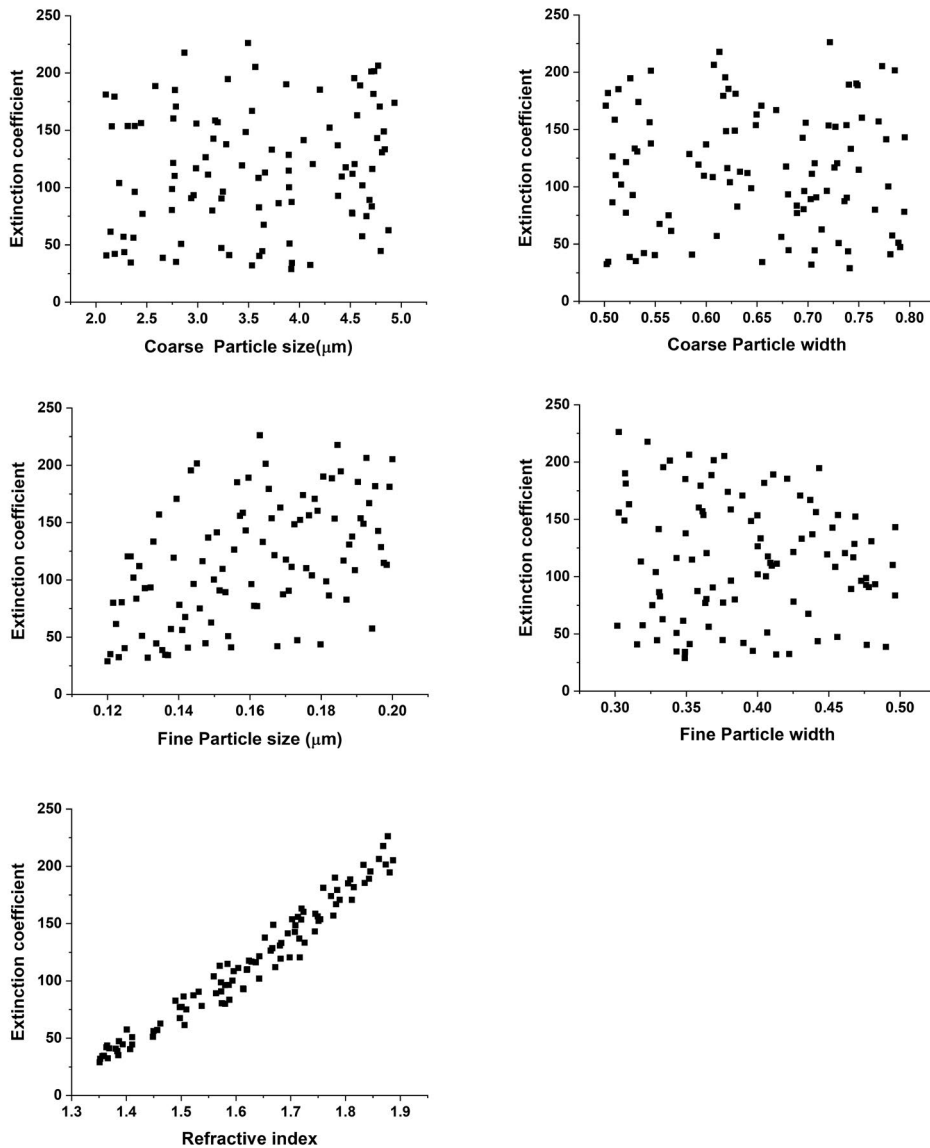 250
200
150
100
50
0
Extinction coefficient
2.0 2.5 3.0 3.5 4.0 4.5 5.0
Coarse Particle size(μm)
250
200
150
100
50
0
Extinction coefficient
0.50 0.55 0.60 0.65 0.70 0.75 0.80
Coarse Particle width
250
200
150
100
50
0
Extinction coefficient
0.12 0.14 0.16 0.18 0.20
Fine Particle size (μm)
250
200
150
100
50
0
Extinction coefficient
0.30 0.35 0.40 0.45 0.50
Fine Particle width
250
200
150
100
50
0
Extinction coefficient
1.3 1.4 1.5 1.6 1.7 1.8 1.9
Refractive index